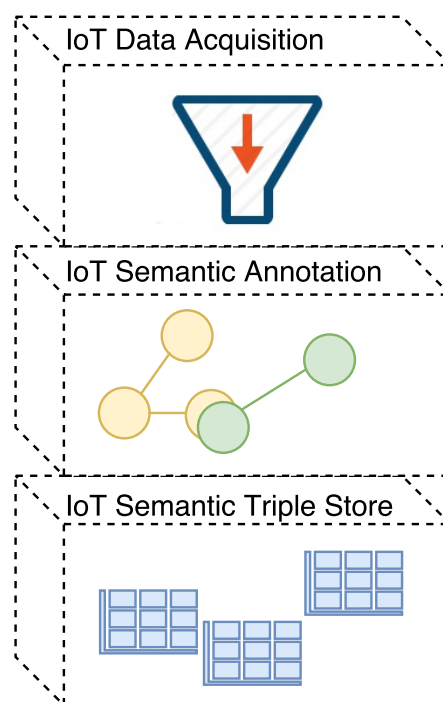 IoT Data Acquisition
IoT Semantic Annotation
IoT Semantic Triple Store